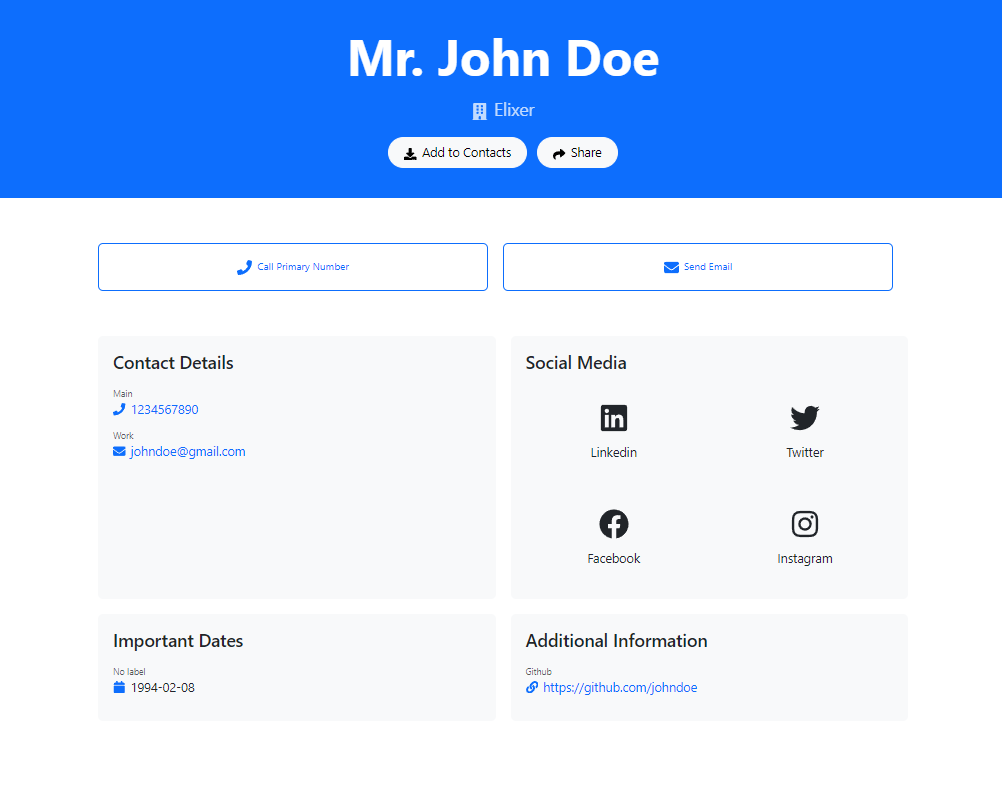 Mr. John Doe
Elixer
Add to Contacts Share
Call Primary Number Send Email
Contact Details
Main
1234567890
Work
johndoe@gmail.com
Social Media
Linkedin Twitter
Facebook Instagram
Important Dates
No label
1994-02-08
Additional Information
Github
https://github.com/johndoe